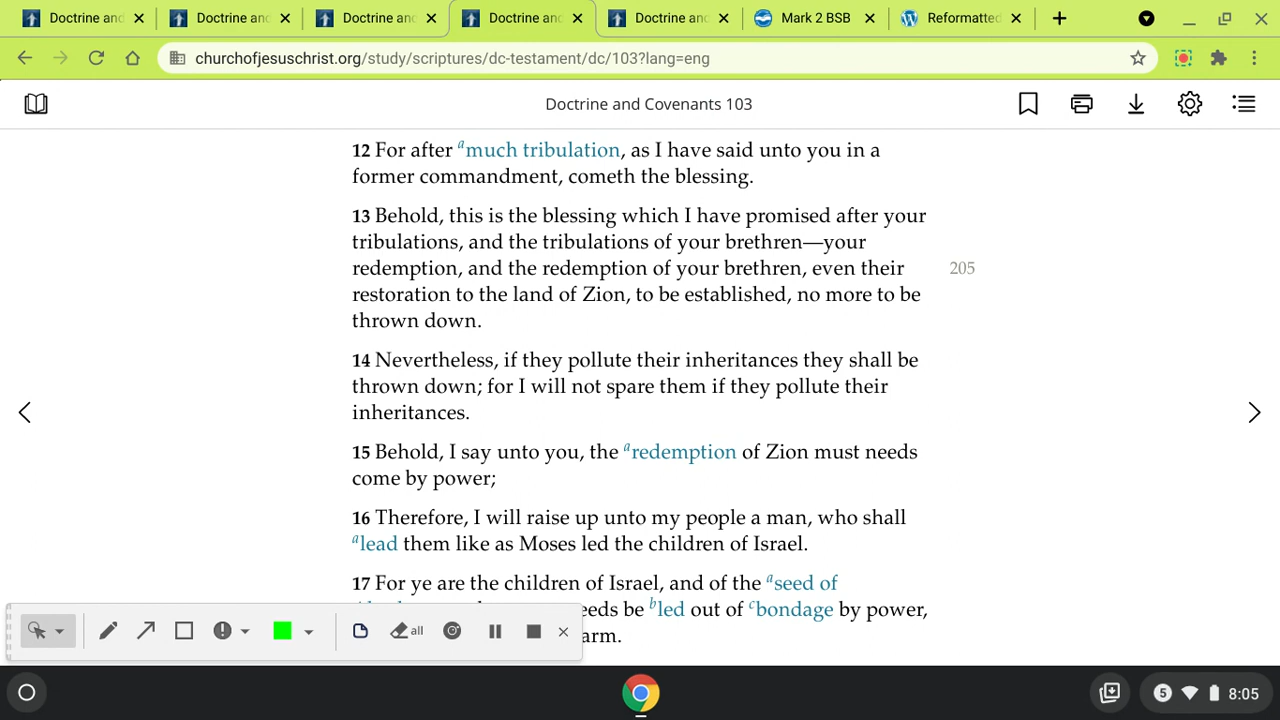 Doctrine and
Doctrine and
Doctrine and
Doctrine and
Doctrine and
Mark 2 BSB
Reformatted
churchofjesuschrist.org/study/scriptures/dc-testament/dc/103?lang=eng
Doctrine and Covenants 103
12 For after a much tribulation, as I have said unto you in a
former commandment, cometh the blessing.
13 Behold, this is the blessing which I have promised after your
tribulations, and the tribulations of your brethren—your
redemption, and the redemption of your brethren, even their 205
restoration to the land of Zion, to be established, no more to be
thrown down.
14 Nevertheless, if they pollute their inheritances they shall be
thrown down; for I will not spare them if they pollute their
inheritances.
15 Behold, I say unto you, the a redemption of Zion must needs
come by power;
16 Therefore, I will raise up unto my people a man, who shall
a lead them like as Moses led the children of Israel.
17 For ye are the children of Israel, and of the a seed of
eeds be b led out of c bondage by power,
arm.
all
5 8:05